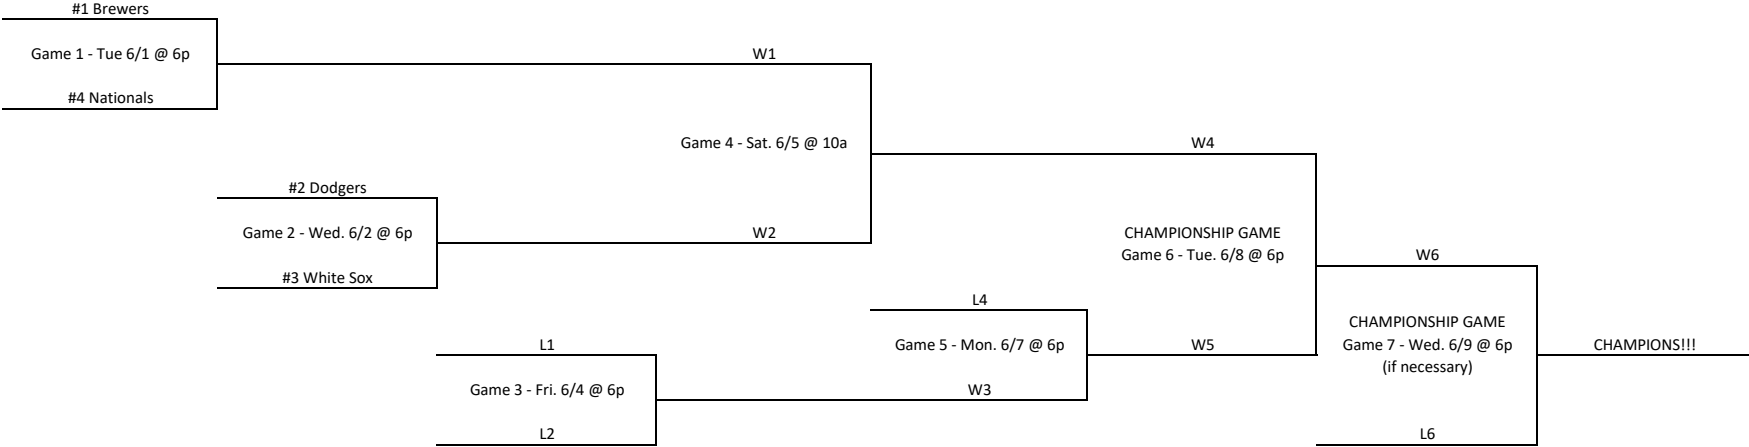 #1 Brewers
Game 1 - Tue 6/1 @ 6p
W1
#4 Nationals
Game 4 - Sat. 6/5 @ 10a
W4
#2 Dodgers
Game 2 - Wed. 6/2 @ 6p
W2
CHAMPIONSHIP GAME
Game 6 - Tue. 6/8 @ 6p
W6
#3 White Sox
L4
CHAMPIONSHIP GAME
Game 7 - Wed. 6/9 @ 6p
(if necessary)
L1
Game 5 - Mon. 6/7 @ 6p
W5
CHAMPIONS!!!
Game 3 - Fri. 6/4 @ 6p
W3
L2
L6